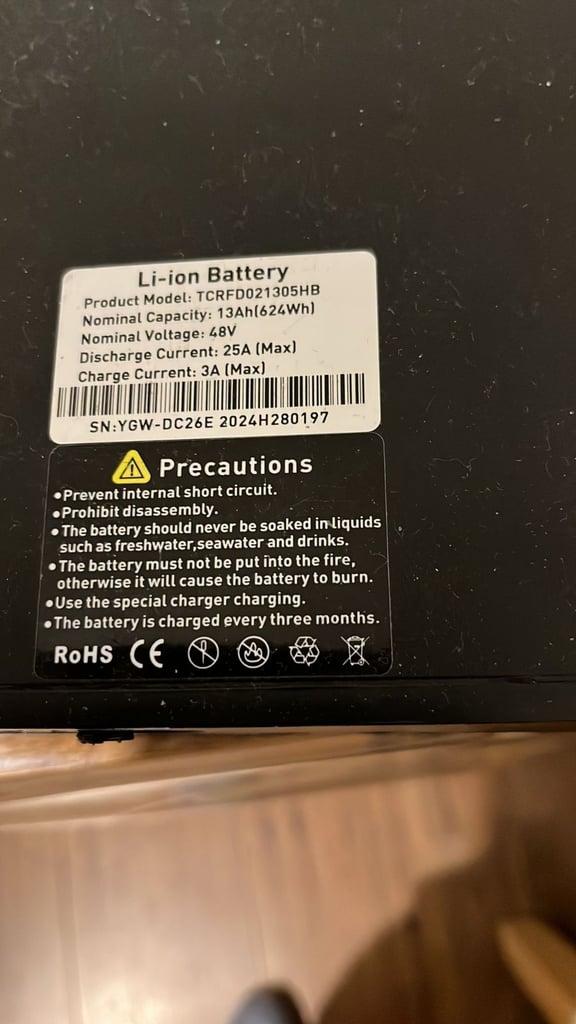 Li-ion Battery
Product Model: TCRFD021305HB
Nominal Capacity: 13Ah(624Wh)
Nominal Voltage: 48V
Discharge Current: 25A (Max)
Charge Current: 3A (Max)
SN:YGW-DC26E 2024H280197
Precautions
•Prevent internal short circuit.
•Prohibit disassembly.
•The battery should never be soaked in liquids
such as freshwater,seawater and drinks.
•The battery must not be put into the fire,
otherwise it will cause the battery to burn.
•Use the special charger charging.
•The battery is charged every three months.
RoHS CE